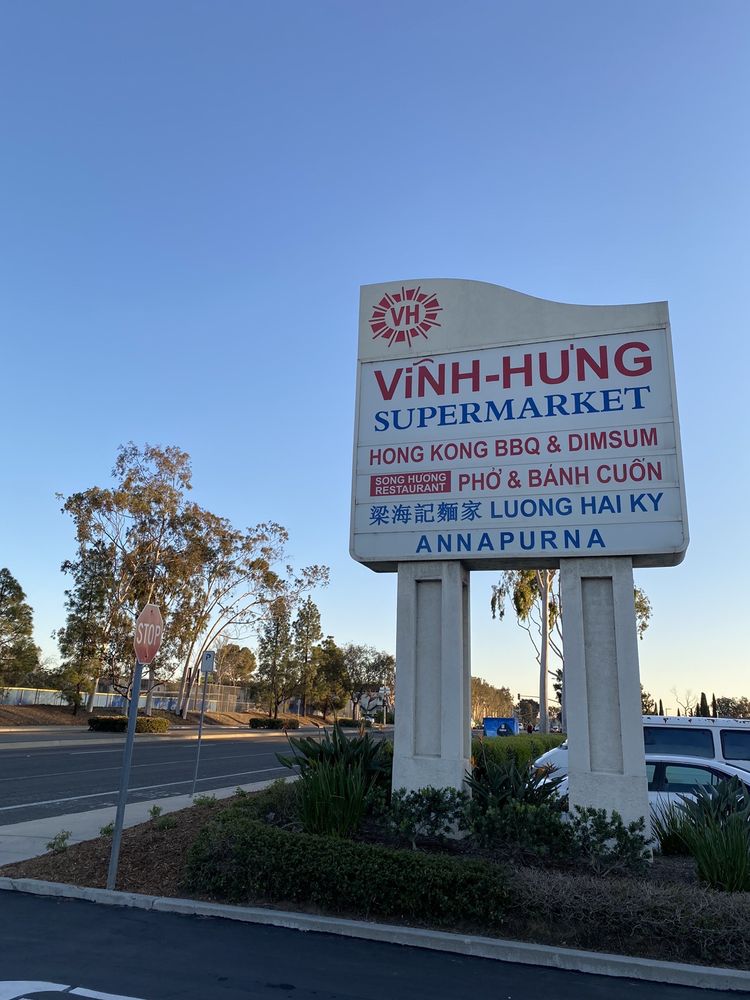 VH
VĨNH-HƯNG
SUPERMARKET
HONG KONG BBQ & DIMSUM
SONG HUONG
RESTAURANT
PHỞ & BÁNH CUỐN
梁海記麵家 LUONG HAI KY
ANNAPURNA
STOP